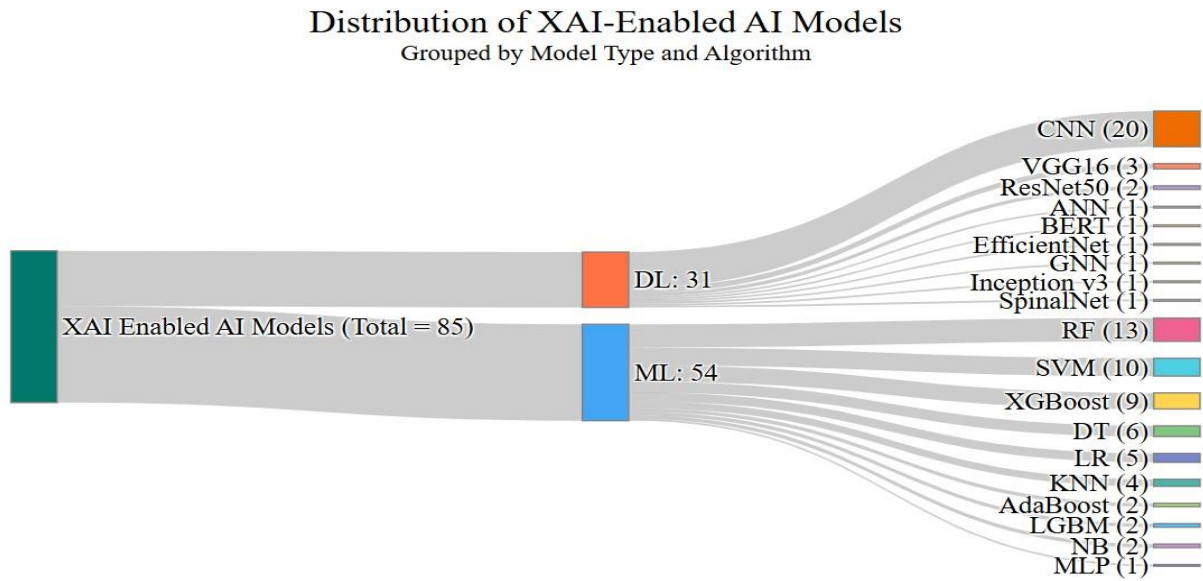 Distribution of XAI-Enabled AI Models
Grouped by Model Type and Algorithm
XAI Enabled AI Models (Total = 85)
DL: 31
ML: 54
CNN (20)
VGG16 (3)
ResNet50 (2)
ANN (1)
BERT (1)
EfficientNet (1)
GNN (1)
Inception v3 (1)
SpinalNet (1)
RF (13)
SVM (10)
XGBoost (9)
DT (6)
LR (5)
KNN (4)
AdaBoost (2)
LGBM (2)
NB (2)
MLP (1)